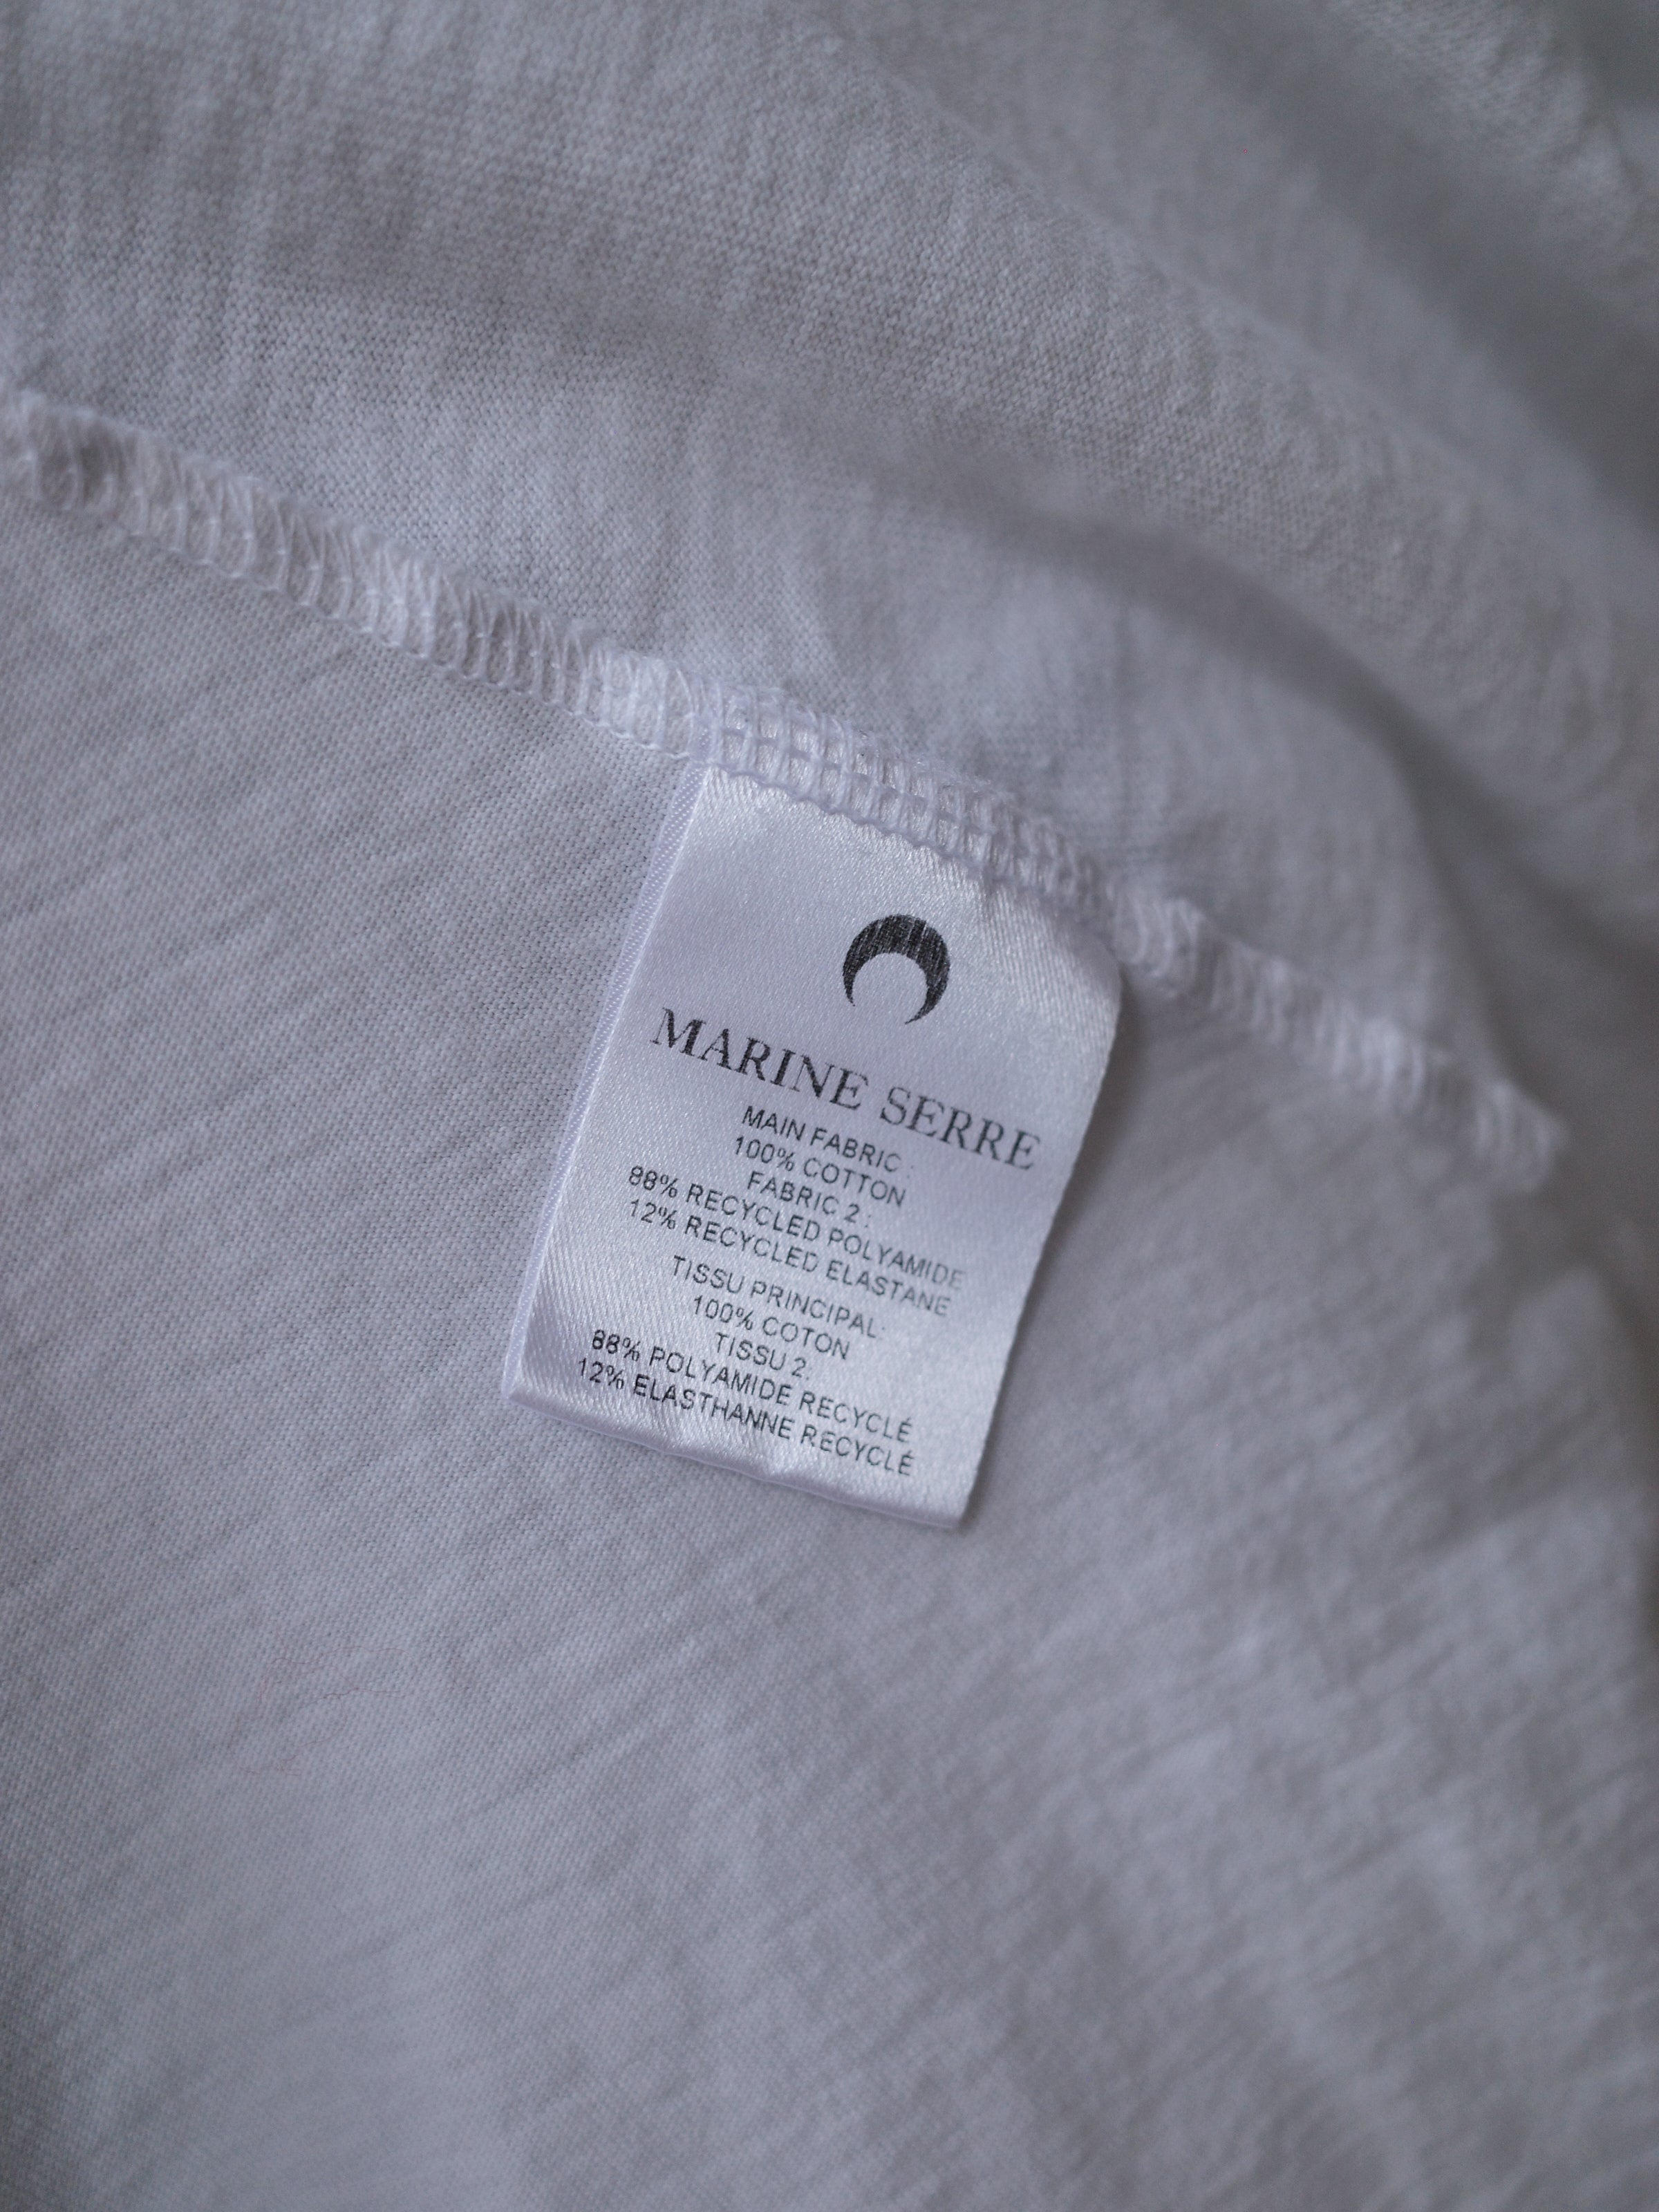 MARINE SERRE
MAIN FABRIC :
100% COTTON
FABRIC 2 :
88% RECYCLED POLYAMIDE
12% RECYCLED ELASTANE
TISSU PRINCIPAL:
100% COTON
TISSU 2:
88% POLYAMIDE RECYCLÉ
12% ELASTHANNE RECYCLÉ